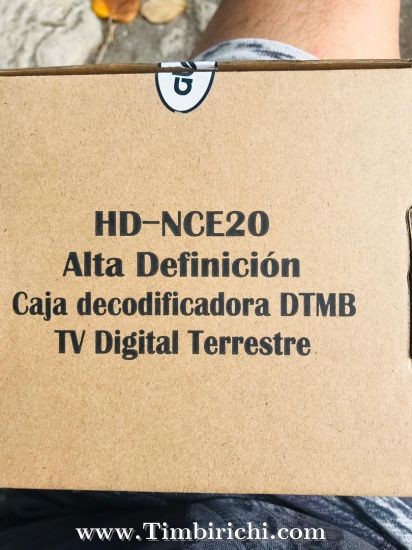 HD-NCE20
Alta Definición
Caja decodificadora DTMB
TV Digital Terrestre
www.Timbirichi.com